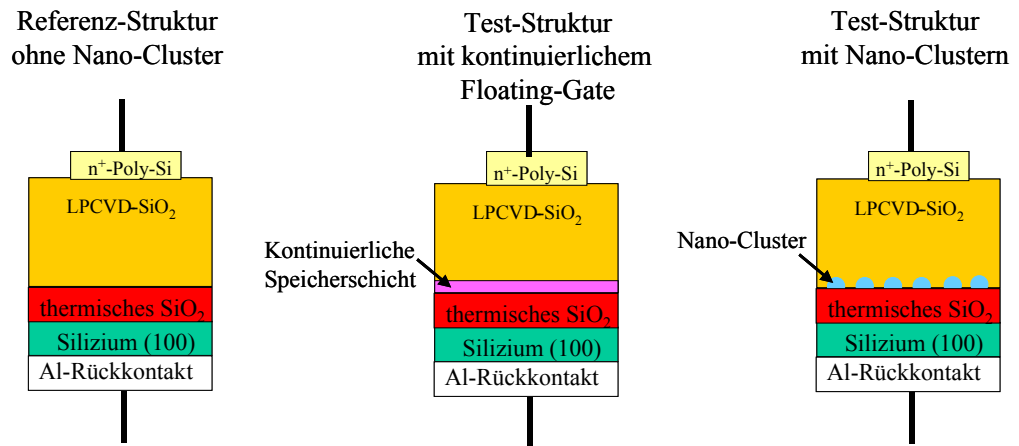 Referenz-Struktur
ohne Nano-Cluster
n⁺-Poly-Si
LPCVD-SiO₂
thermisches SiO₂
Silizium (100)
Al-Rückkontakt
Test-Struktur
mit kontinuierlichem
Floating-Gate
n⁺-Poly-Si
LPCVD-SiO₂
Kontinuierliche
Speicherschicht
thermisches SiO₂
Silizium (100)
Al-Rückkontakt
Test-Struktur
mit Nano-Clustern
n⁺-Poly-Si
LPCVD-SiO₂
Nano-Cluster
thermisches SiO₂
Silizium (100)
Al-Rückkontakt